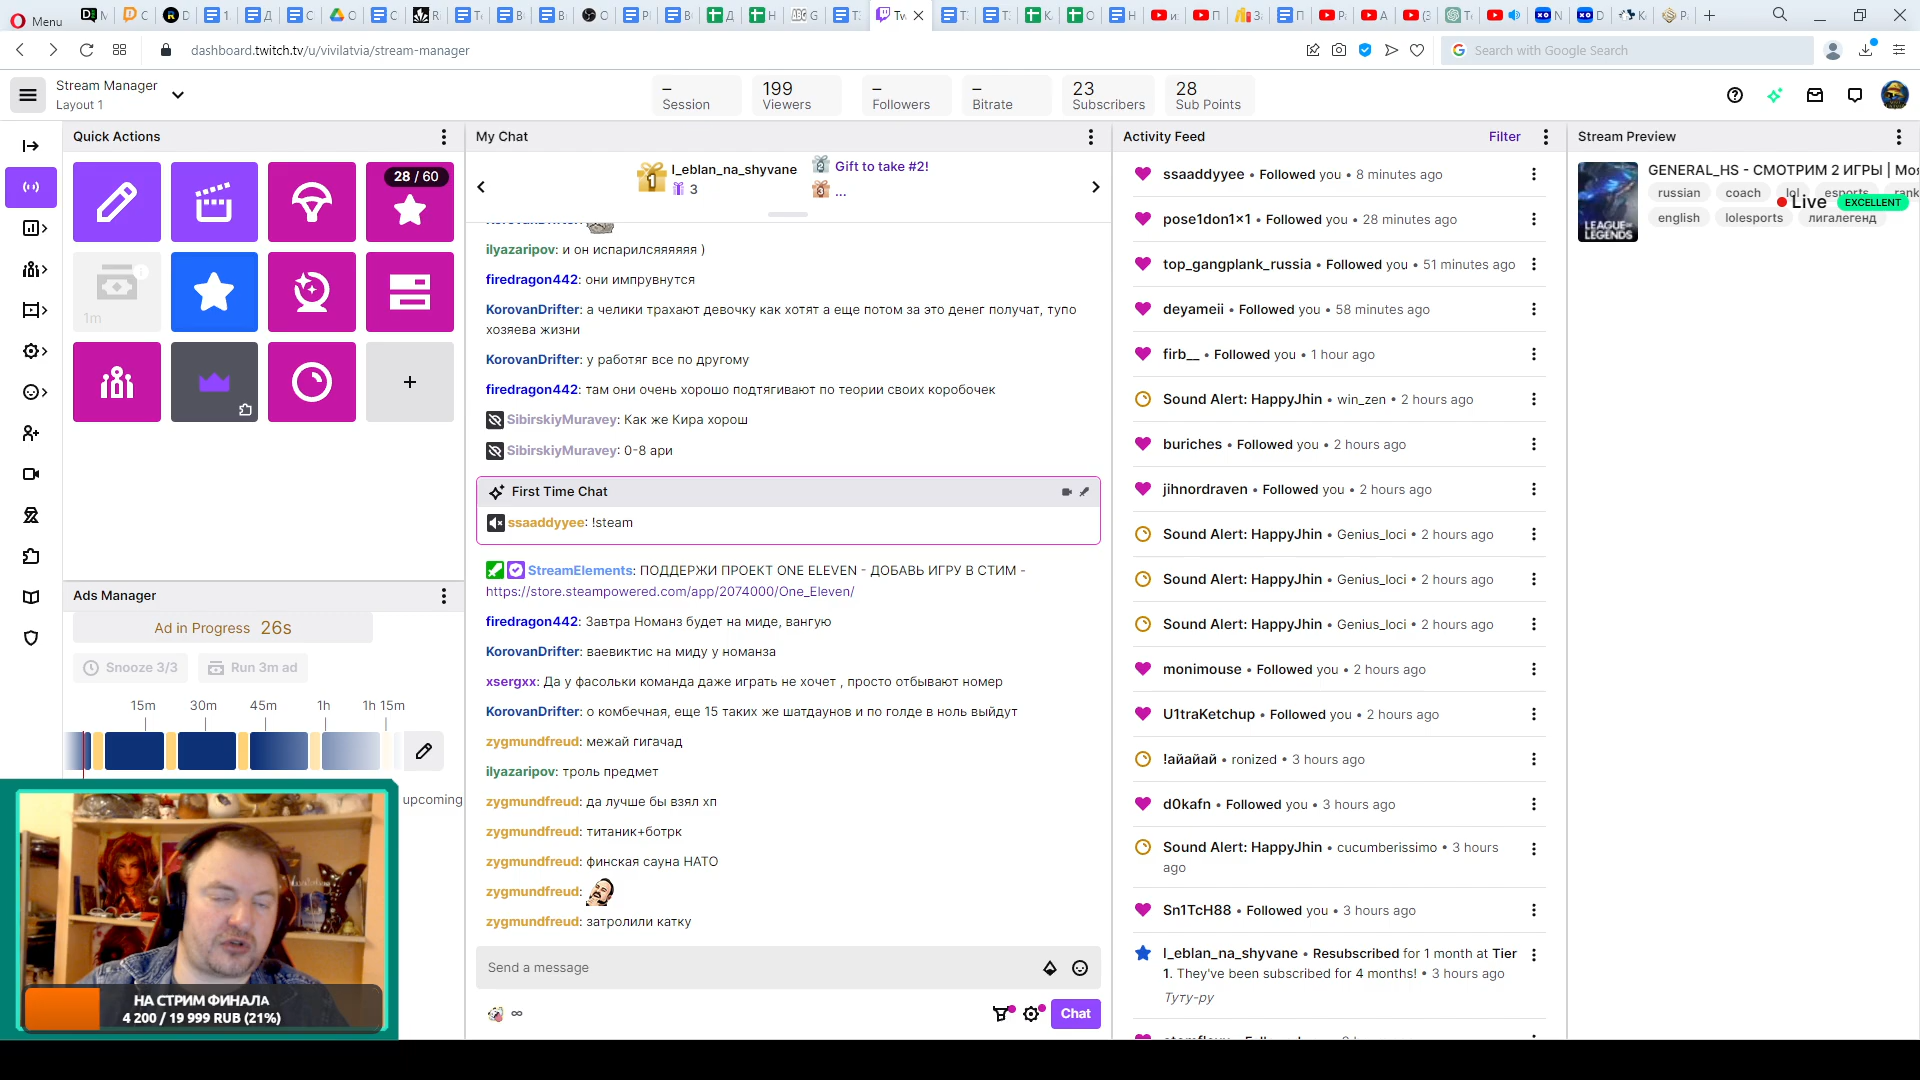 Menu
dashboard.twitch.tv/u/vivilatvia/stream-manager
Search with Google Search
Stream Manager
Layout 1
–
Session
199
Viewers
–
Followers
–
Bitrate
23
Subscribers
28
Sub Points
Quick Actions
28 / 60
1m
Ads Manager
Ad in Progress 26s
Snooze 3/3
Run 3m ad
15m
30m
45m
1h
1h 15m
upcoming
НА СТРИМ ФИНАЛА
4 200 / 19 999 RUB (21%)
My Chat
1
l_eblan_na_shyvane
3
2
Gift to take #2!
3
...
KorovanDrifter:
ilyazaripov: и он испарилсяяяяяя )
firedragon442: они импрувнутся
KorovanDrifter: а челики трахают девочку как хотят а еще потом за это денег получат, тупо
хозяева жизни
KorovanDrifter: у работяг все по другому
firedragon442: там они очень хорошо подтягивают по теории своих коробочек
SibirskiyMuravey: Как же Кира хорош
SibirskiyMuravey: 0-8 ари
First Time Chat
ssaaddyyee: !steam
StreamElements: ПОДДЕРЖИ ПРОЕКТ ONE ELEVEN - ДОБАВЬ ИГРУ В СТИМ -
https://store.steampowered.com/app/2074000/One_Eleven/
firedragon442: Завтра Номанз будет на миде, вангую
KorovanDrifter: ваевиктис на миду у номанза
xsergxx: Да у фасольки команда даже играть не хочет , просто отбывают номер
KorovanDrifter: о комбечная, еще 15 таких же шатдаунов и по голде в ноль выйдут
zygmundfreud: межай гигачад
ilyazaripov: троль предмет
zygmundfreud: да лучше бы взял хп
zygmundfreud: титаник+ботрк
zygmundfreud: финская сауна НАТО
zygmundfreud:
zygmundfreud: затролили катку
Send a message
∞
Chat
Activity Feed
Filter
ssaaddyyee • Followed you • 8 minutes ago
pose1don1x1 • Followed you • 28 minutes ago
top_gangplank_russia • Followed you • 51 minutes ago
deyameii • Followed you • 58 minutes ago
firb__ • Followed you • 1 hour ago
Sound Alert: HappyJhin • win_zen • 2 hours ago
buriches • Followed you • 2 hours ago
jihnordraven • Followed you • 2 hours ago
Sound Alert: HappyJhin • Genius_loci • 2 hours ago
Sound Alert: HappyJhin • Genius_loci • 2 hours ago
Sound Alert: HappyJhin • Genius_loci • 2 hours ago
monimouse • Followed you • 2 hours ago
U1traKetchup • Followed you • 2 hours ago
!айайай • ronized • 3 hours ago
d0kafn • Followed you • 3 hours ago
Sound Alert: HappyJhin • cucumberissimo • 3 hours
ago
Sn1TcH88 • Followed you • 3 hours ago
l_eblan_na_shyvane • Resubscribed for 1 month at Tier
1. They've been subscribed for 4 months! • 3 hours ago
Туту-ру
Stream Preview
LEAGUE OF
LEGENDS
GENERAL_HS - СМОТРИМ 2 ИГРЫ | Моя
russian
coach
lol
esports
rank
Live
EXCELLENT
english
lolesports
лигалегенд